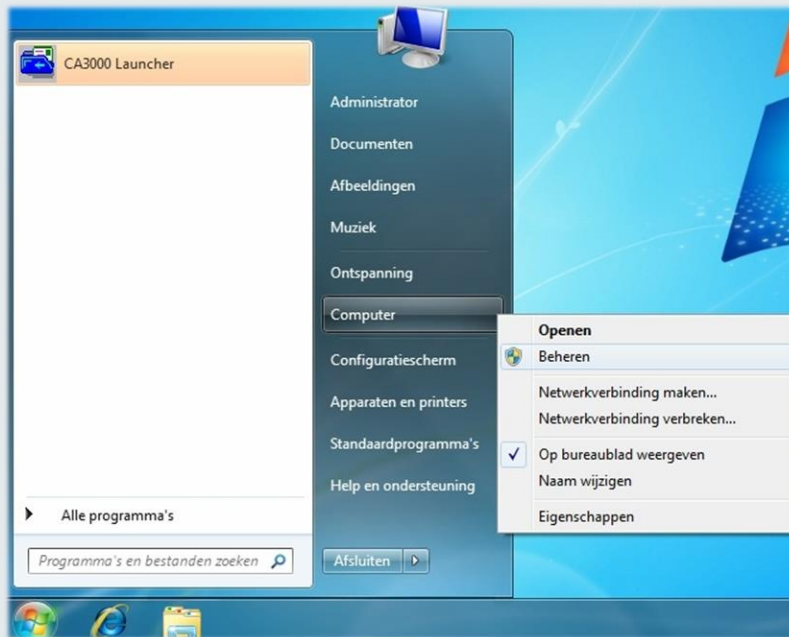 CA3000 Launcher
Alle programma's
Programma's en bestanden zoeken
Administrator
Documenten
Afbeeldingen
Muziek
Ontspanning
Computer
Configuratiescherm
Apparaten en printers
Standaardprogramma's
Help en ondersteuning
Afsluiten
Openen
Beheren
Netwerkverbinding maken...
Netwerkverbinding verbreken...
Op bureaublad weergeven
Naam wijzigen
Eigenschappen